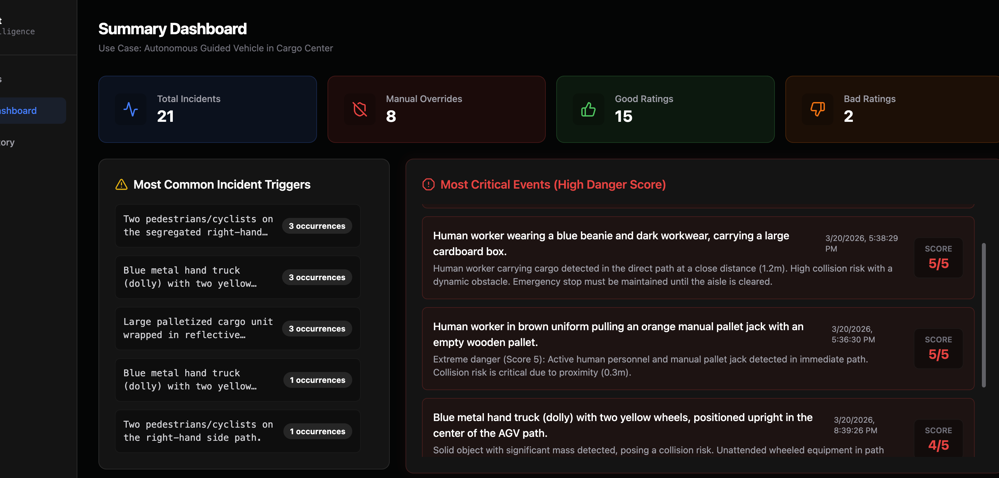 t
lligence
s
ashboard
tory
Summary Dashboard
Use Case: Autonomous Guided Vehicle in Cargo Center
Total Incidents
21
Manual Overrides
8
Good Ratings
15
Bad Ratings
2
Most Common Incident Triggers
Two pedestrians/cyclists on
the segregated right-hand…
3 occurrences
Blue metal hand truck
(dolly) with two yellow…
3 occurrences
Large palletized cargo unit
wrapped in reflective…
3 occurrences
Blue metal hand truck
(dolly) with two yellow…
1 occurrences
Two pedestrians/cyclists on
the right-hand side path.
1 occurrences
Most Critical Events (High Danger Score)
Human worker wearing a blue beanie and dark workwear, carrying a large
cardboard box.
3/20/2026, 5:38:29
PM
Human worker carrying cargo detected in the direct path at a close distance (1.2m). High collision risk with a
dynamic obstacle. Emergency stop must be maintained until the aisle is cleared.
SCORE
5/5
Human worker in brown uniform pulling an orange manual pallet jack with an
empty wooden pallet.
3/20/2026,
5:36:30 PM
Extreme danger (Score 5): Active human personnel and manual pallet jack detected in immediate path.
Collision risk is critical due to proximity (0.3m).
SCORE
5/5
Blue metal hand truck (dolly) with two yellow wheels, positioned upright in the
center of the AGV path.
3/20/2026,
8:39:26 PM
Solid object with significant mass detected, posing a collision risk. Unattended wheeled equipment in path
SCORE
4/5